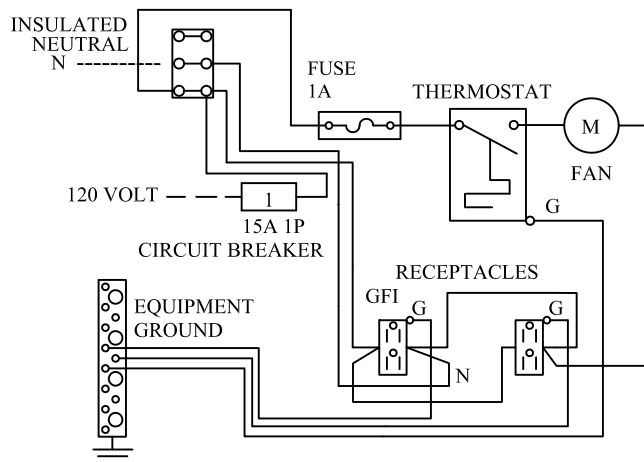 INSULATED
NEUTRAL
N
FUSE
1A
THERMOSTAT
M
FAN
120 VOLT
1
15A 1P
CIRCUIT BREAKER
G
RECEPTACLES
GFI
G
G
EQUIPMENT
GROUND
N